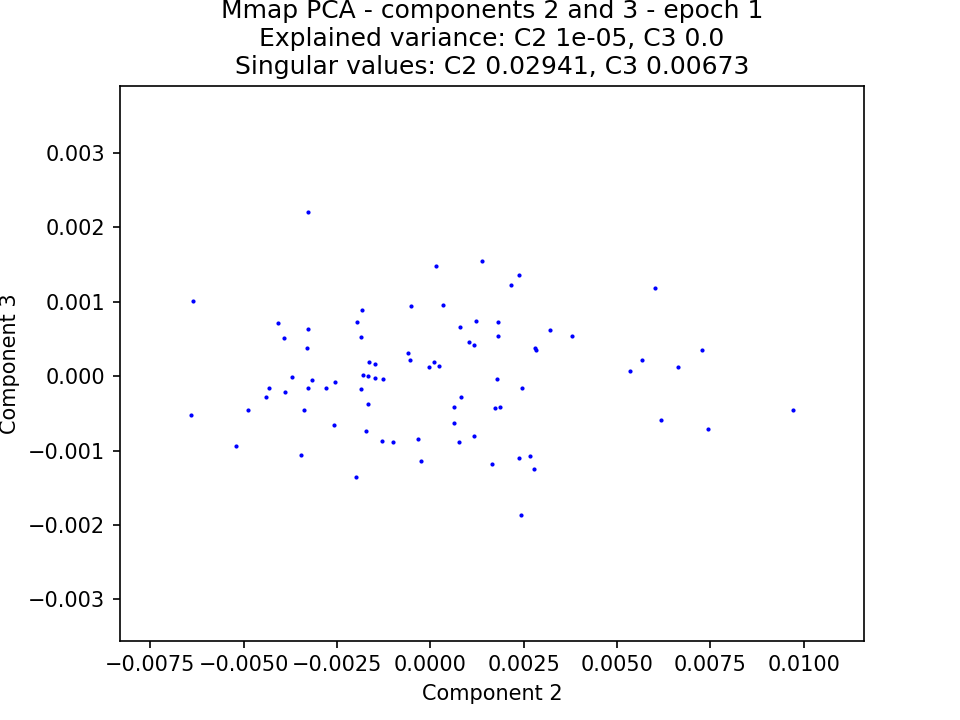 Mmap PCA - components 2 and 3 - epoch 1
Explained variance: C2 1e-05, C3 0.0
Singular values: C2 0.02941, C3 0.00673
0.003
0.002
0.001
0.000
−0.001
−0.002
−0.003
Component 3
−0.0075 −0.0050 −0.0025 0.0000 0.0025 0.0050 0.0075 0.0100
Component 2